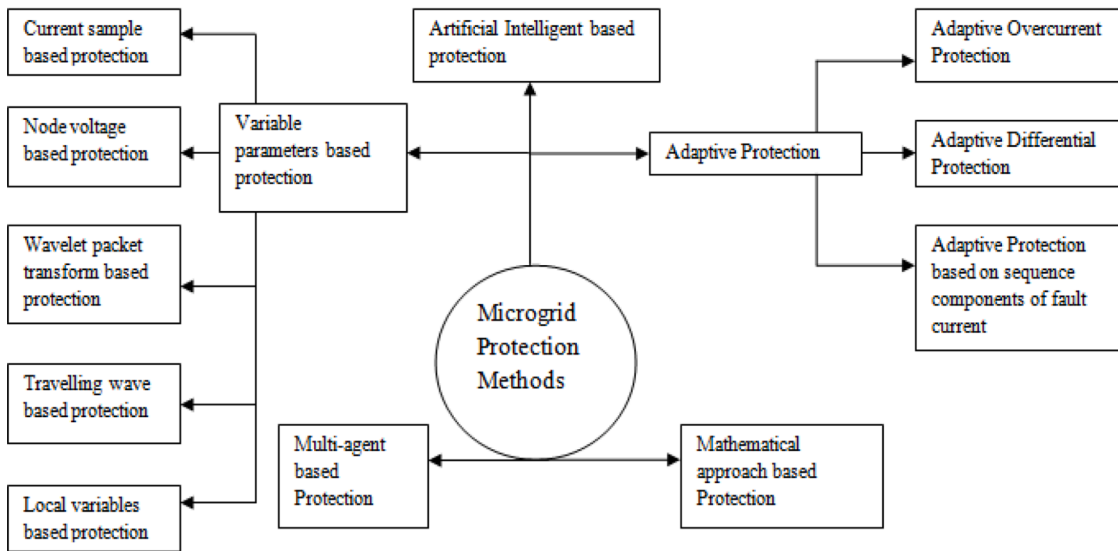 Current sample
based protection
Node voltage
based protection
Wavelet packet
transform based
protection
Travelling wave
based protection
Local variables
based protection
Variable
parameters based
protection
Artificial Intelligent based
protection
Microgrid
Protection
Methods
Multi-agent
based
Protection
Mathematical
approach based
Protection
Adaptive Protection
Adaptive Overcurrent
Protection
Adaptive Differential
Protection
Adaptive Protection
based on sequence
components of fault
current